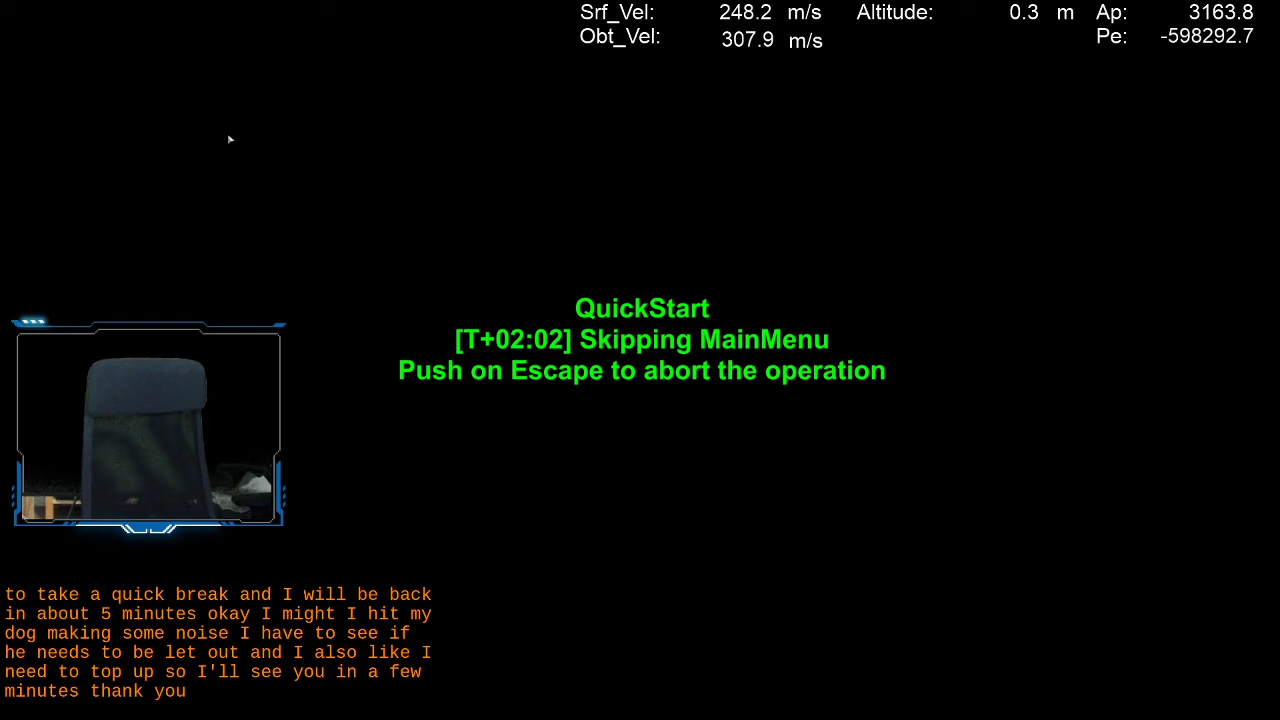 Srf_Vel: 248.2 m/s Altitude: 0.3 m Ap: 3163.8
Obt_Vel: 307.9 m/s Pe: -598292.7
QuickStart
[T+02:02] Skipping MainMenu
Push on Escape to abort the operation
to take a quick break and I will be back
in about 5 minutes okay I might I hit my
dog making some noise I have to see if
he needs to be let out and I also like I
need to top up so I'll see you in a few
minutes thank you